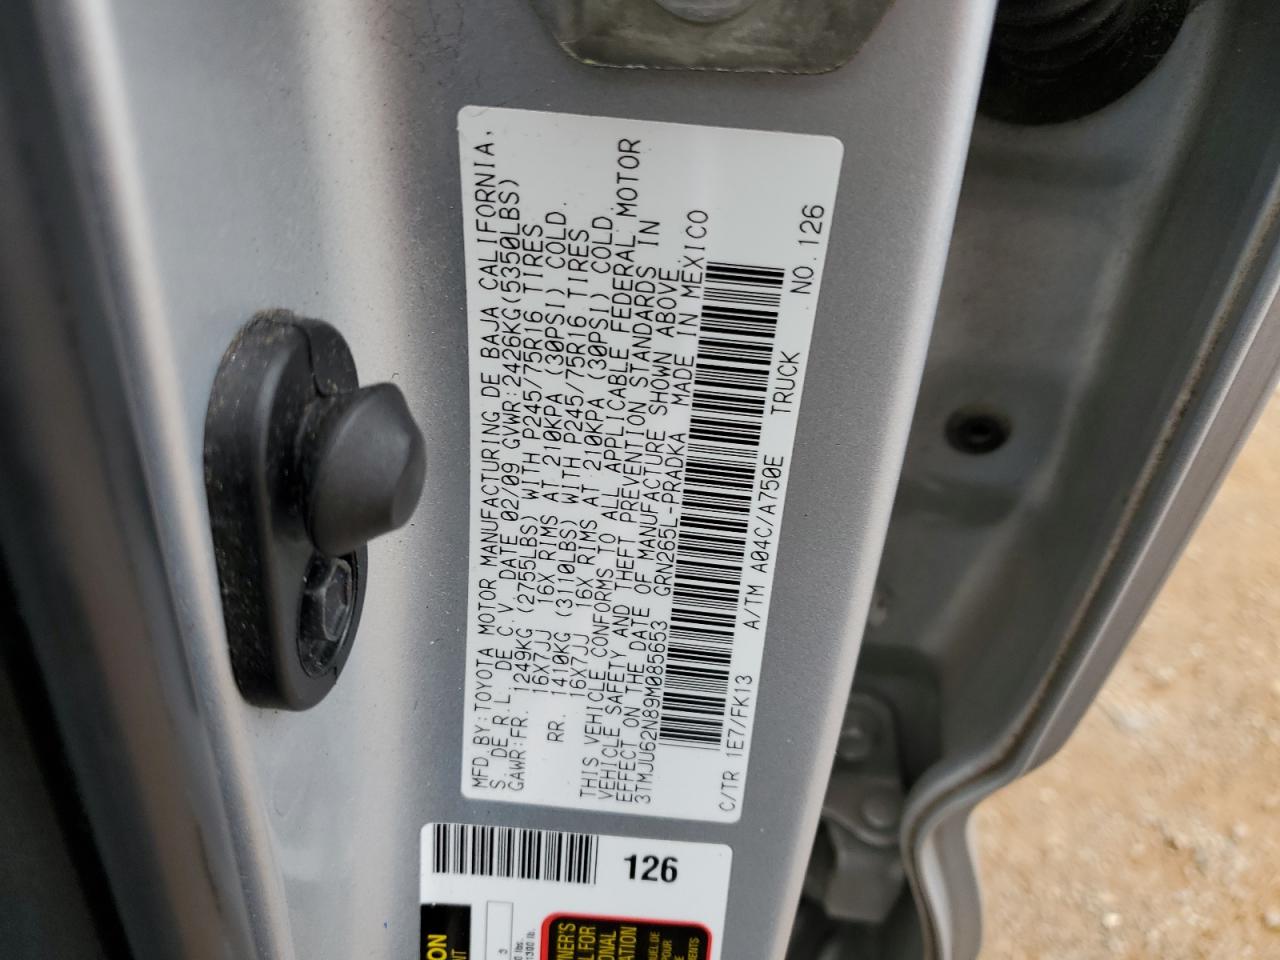 MFD.BY:TOYOTA MOTOR MANUFACTURING DE BAJA CALIFORNIA,
S. DE R.L. DE C.V. DATE 02/09 GVWR:2426KG(5350LBS)
GAWR:FR. 1249KG (2755LBS) WITH P245/75R16 TIRES
16X7JJ 16X RIMS AT 210KPA (30PSI) COLD.
RR. 1410KG (3110LBS) WITH P245/75R16 TIRES
16X7JJ 16X RIMS AT 210KPA (30PSI) COLD.
THIS VEHICLE CONFORMS TO ALL APPLICABLE FEDERAL MOTOR
VEHICLE SAFETY AND THEFT PREVENTION STANDARDS IN
EFFECT ON THE DATE OF MANUFACTURE SHOWN ABOVE
3TMJU62N89M085653 GRN265L-PRADKA MADE IN MEXICO
C/TR 1E7/FK13 A/TM A04C/A750E TRUCK NO.126
126
3